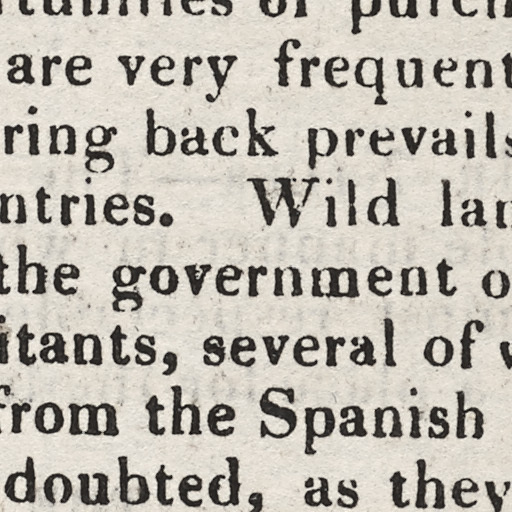 of
are very frequent
ring back prevails
ntries. Wild lan
the government o
itants, several of
from the Spanish
doubted, as they